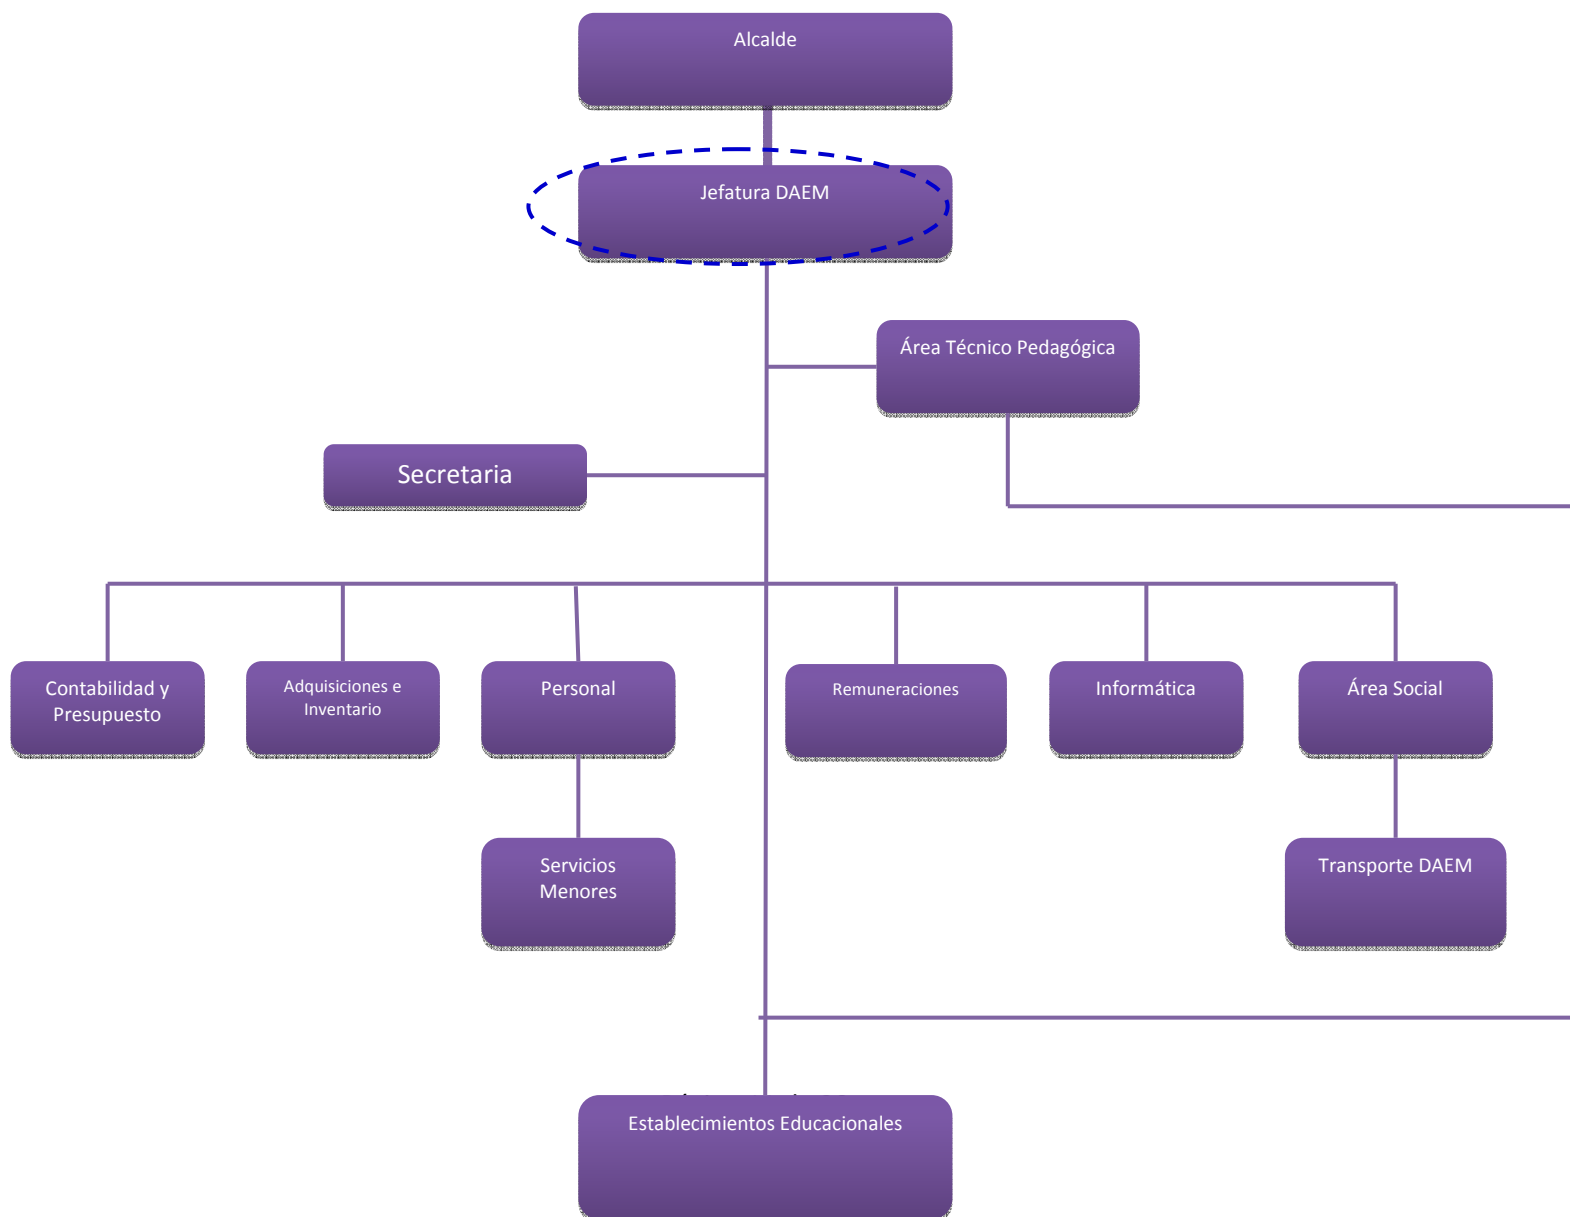 Alcalde
Jefatura DAEM
Área Técnico Pedagógica
Secretaria
Contabilidad y
Presupuesto
Adquisiciones e
Inventario
Personal
Remuneraciones
Informática
Área Social
Servicios
Menores
Transporte DAEM
Establecimientos Educacionales